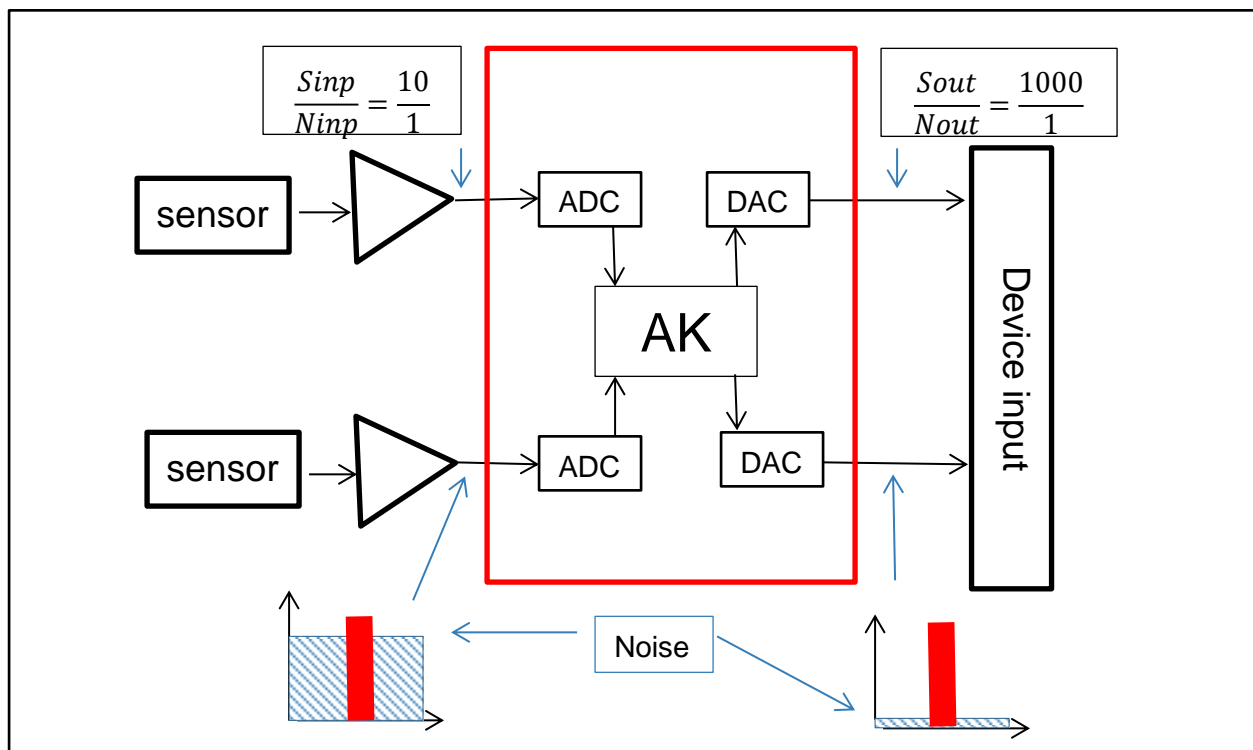 Sinp/Ninp = 10/1
Sout/Nout = 1000/1
sensor
ADC
DAC
AK
Device input
sensor
ADC
DAC
Noise